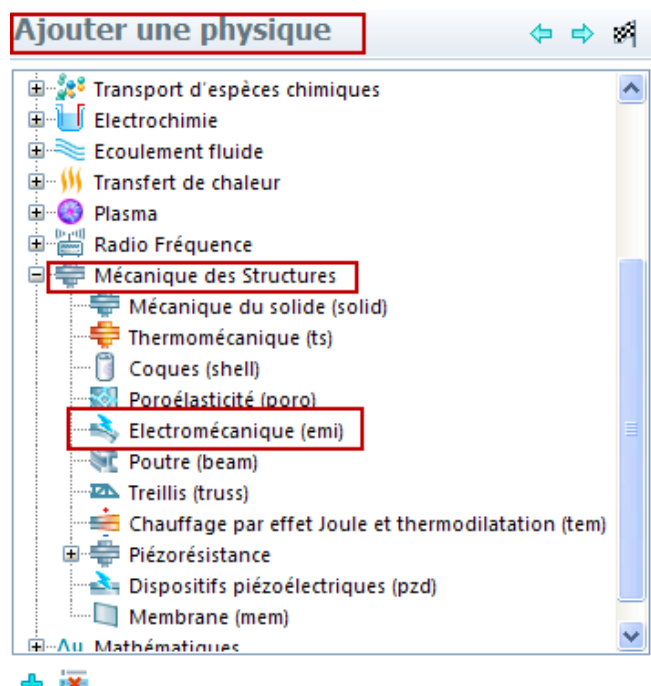 Ajouter une physique
Transport d'espèces chimiques
Electrochimie
Ecoulement fluide
Transfert de chaleur
Plasma
Radio Fréquence
Mécanique des Structures
Mécanique du solide (solid)
Thermomécanique (ts)
Coques (shell)
Poroélasticité (poro)
Electromécanique (emi)
Poutre (beam)
Treillis (truss)
Chauffage par effet Joule et thermodilatation (tem)
Piézorésistance
Dispositifs piézoélectriques (pzd)
Membrane (mem)
Δu Mathématiques